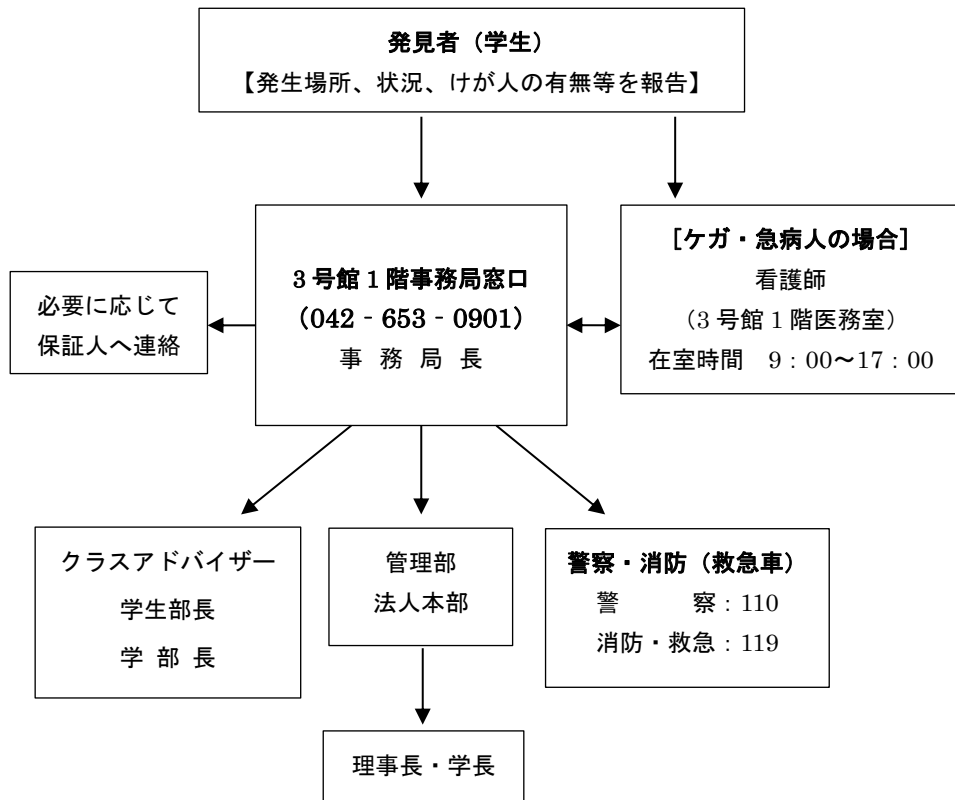 発見者（学生）
【発生場所、状況、けが人の有無等を報告】
必要に応じて
保証人へ連絡
3号館1階事務局窓口
（042‐653‐0901）
事 務 局 長
［ケガ・急病人の場合］
看護師
（3号館1階医務室）
在室時間　9：00～17：00
クラスアドバイザー
学生部長
学 部 長
管理部
法人本部
警察・消防（救急車）
警　　　察：110
消防・救急：119
理事長・学長